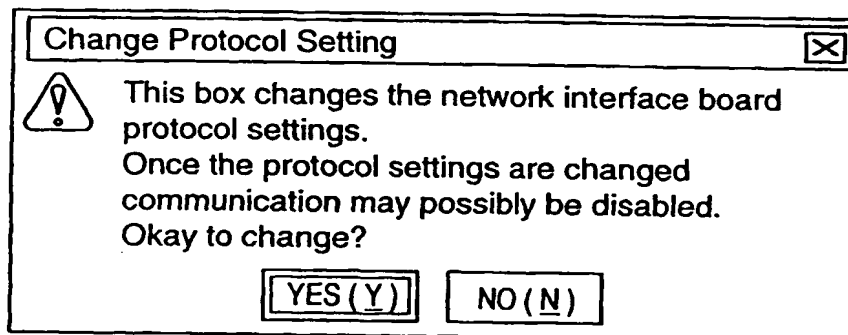 Change Protocol Setting
This box changes the network interface board
protocol settings.
Once the protocol settings are changed
communication may possibly be disabled.
Okay to change?
YES (Y) NO (N)